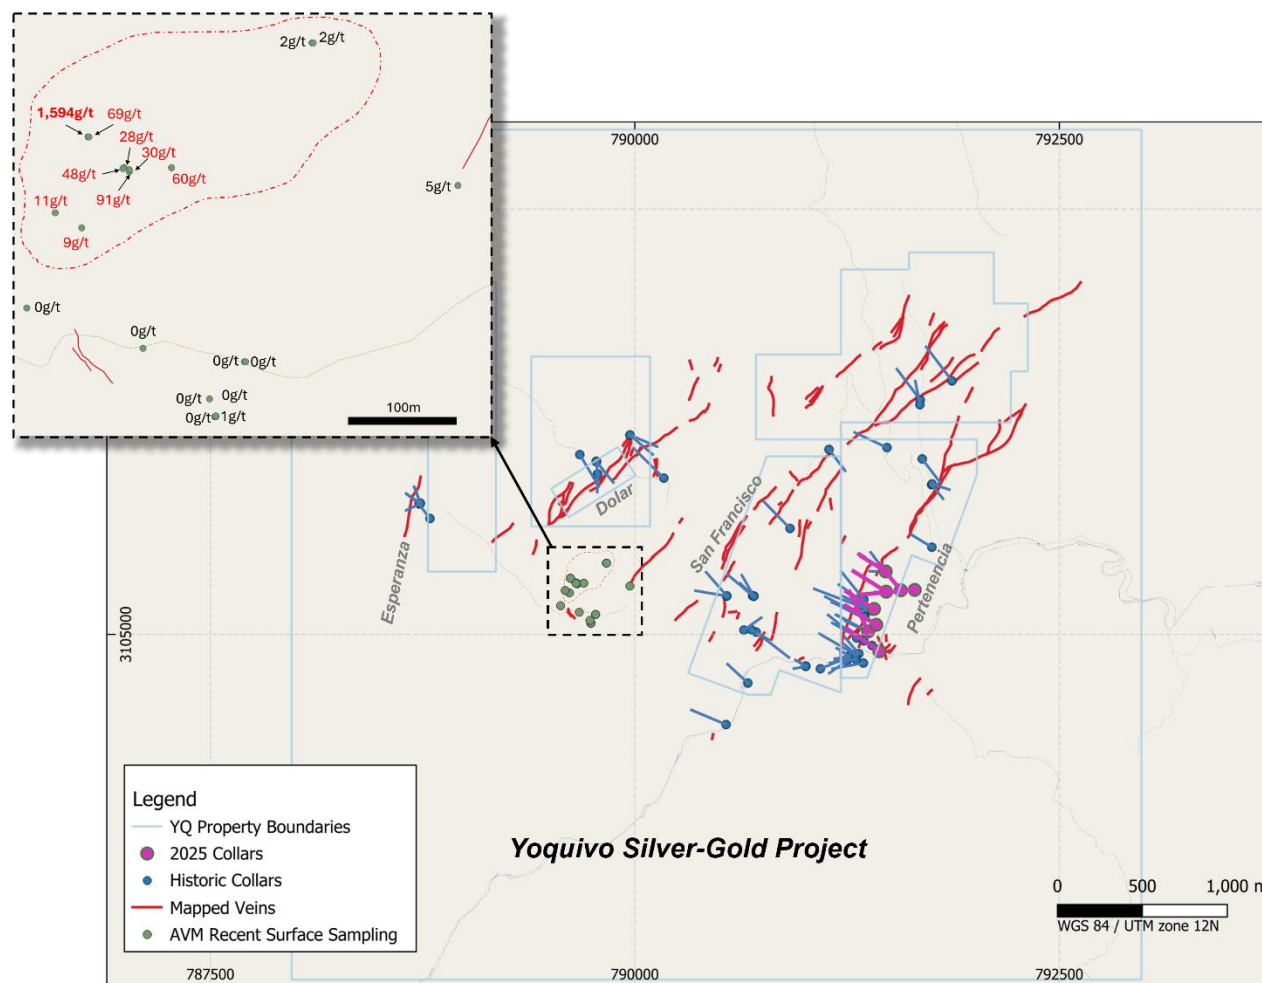 2g/t 2g/t
1,594g/t 69g/t
28g/t
30g/t
48g/t
60g/t
91g/t
5g/t
11g/t
9g/t
0g/t
0g/t
0g/t 0g/t
0g/t 0g/t
0g/t 1g/t
100m
790000
792500
Dolar
San Francisco
Esperanza
Pertenencia
3105000
Legend
YQ Property Boundaries
2025 Collars
Historic Collars
Mapped Veins
AVM Recent Surface Sampling
Yoquivo Silver-Gold Project
0 500 1,000 m
WGS 84 / UTM zone 12N
787500
790000
792500